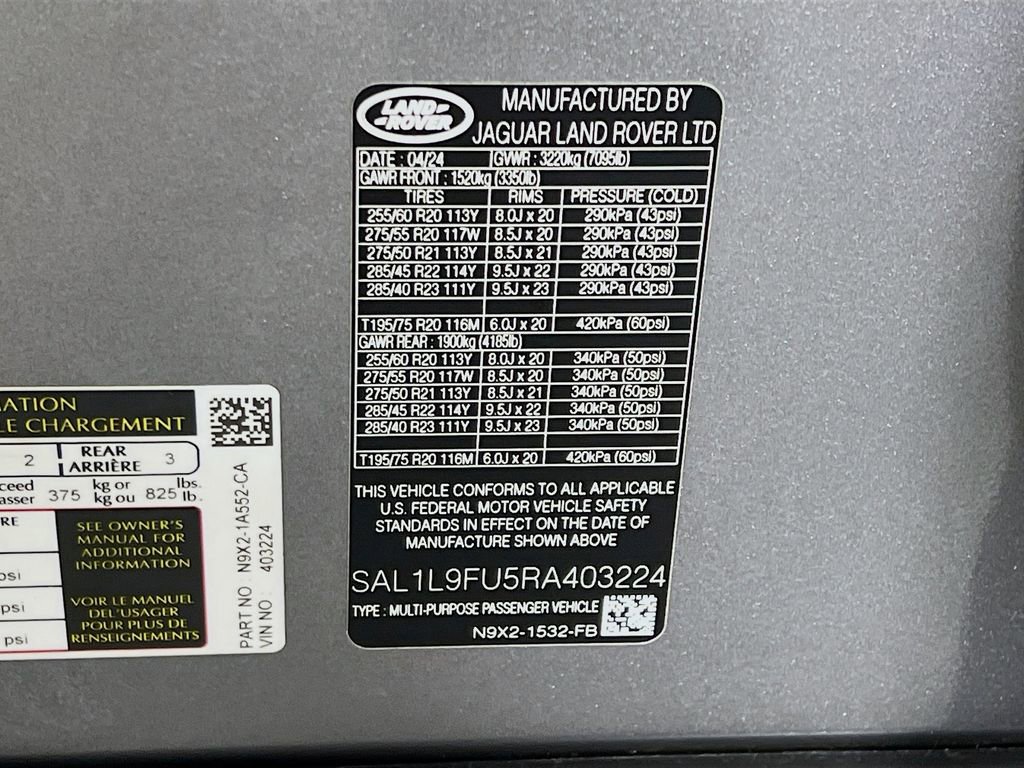 LAND-
-ROVER
MANUFACTURED BY
JAGUAR LAND ROVER LTD
DATE : 04/24 GVWR : 3220kg (7095lb)
GAWR FRONT : 1520kg (3350lb)
TIRES RIMS PRESSURE (COLD)
255/60 R20 113Y 8.0J x 20 290kPa (43psi)
275/55 R20 117W 8.5J x 20 290kPa (43psi)
275/50 R21 113Y 8.5J x 21 290kPa (43psi)
285/45 R22 114Y 9.5J x 22 290kPa (43psi)
285/40 R23 111Y 9.5J x 23 290kPa (43psi)
T195/75 R20 116M 6.0J x 20 420kPa (60psi)
GAWR REAR : 1900kg (4185lb)
255/60 R20 113Y 8.0J x 20 340kPa (50psi)
275/55 R20 117W 8.5J x 20 340kPa (50psi)
275/50 R21 113Y 8.5J x 21 340kPa (50psi)
285/45 R22 114Y 9.5J x 22 340kPa (50psi)
285/40 R23 111Y 9.5J x 23 340kPa (50psi)
T195/75 R20 116M 6.0J x 20 420kPa (60psi)
THIS VEHICLE CONFORMS TO ALL APPLICABLE
U.S. FEDERAL MOTOR VEHICLE SAFETY
STANDARDS IN EFFECT ON THE DATE OF
MANUFACTURE SHOWN ABOVE
SAL1L9FU5RA403224
TYPE : MULTI-PURPOSE PASSENGER VEHICLE
N9X2-1532-FB
MATION
LE CHARGEMENT
2 REAR
ARRIÈRE 3
ceed 375 kg or 825 lbs.
asser kg ou lb.
RE
SEE OWNER'S
MANUAL FOR
ADDITIONAL
INFORMATION
psi
psi
psi
VOIR LE MANUEL
DE L'USAGER
POUR PLUS DE
RENSEIGNEMENTS
PART NO : N9X2-1A552-CA
VIN NO : 403224